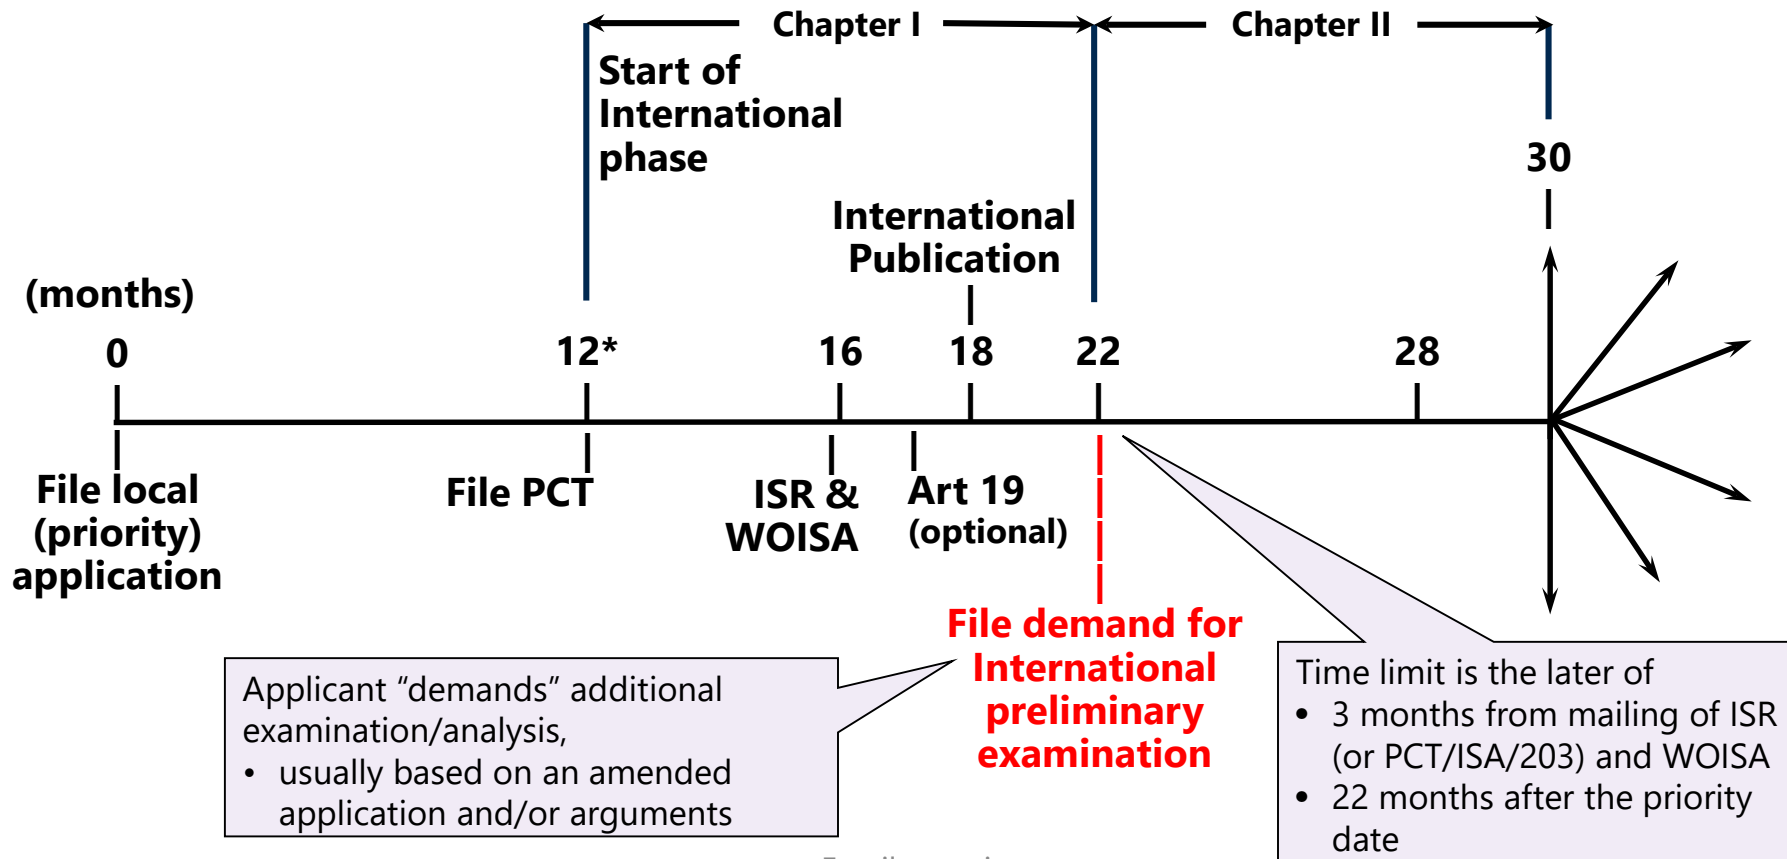 Chapter I
Chapter II
Start of
International
phase
30
International
Publication
(months)
0
12*
16
18
22
28
File local
(priority)
application
File PCT
ISR &
WOISA
Art 19
(optional)
File demand for
International
preliminary
examination
Applicant “demands” additional
examination/analysis,
• usually based on an amended
application and/or arguments
Time limit is the later of
• 3 months from mailing of ISR
(or PCT/ISA/203) and WOISA
• 22 months after the priority
date